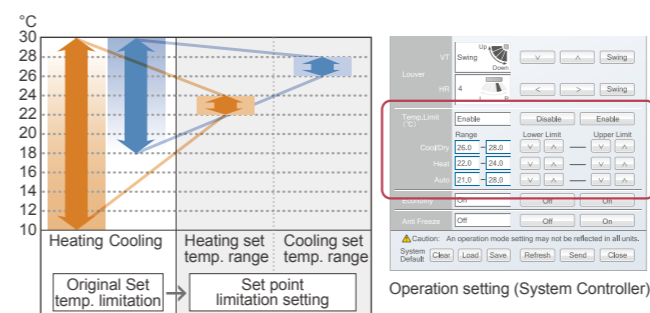 °C
30
28
26
24
22
20
18
16
14
12
10
Heating Cooling
Heating set temp. range
Cooling set temp. range
Original Set temp. limitation
→
Set point limitation setting
VT Swing Up Down ∨ ∧ Swing
Louver
HR 4 L R < > Swing
Temp.Limit (°C) Enable Disable Enable
Range Lower Limit Upper Limit
Cool/Dry 26.0 – 28.0 ∨ ∧ — ∨ ∧
Heat 22.0 – 24.0 ∨ ∧ — ∨ ∧
Auto 21.0 – 28.0 ∨ ∧ — ∨ ∧
Economy On Off On
Anti Freeze Off Off On
Caution: An operation mode setting may not be reflected in all units.
System Default Clear Load Save Refresh Send Close
Operation setting (System Controller)